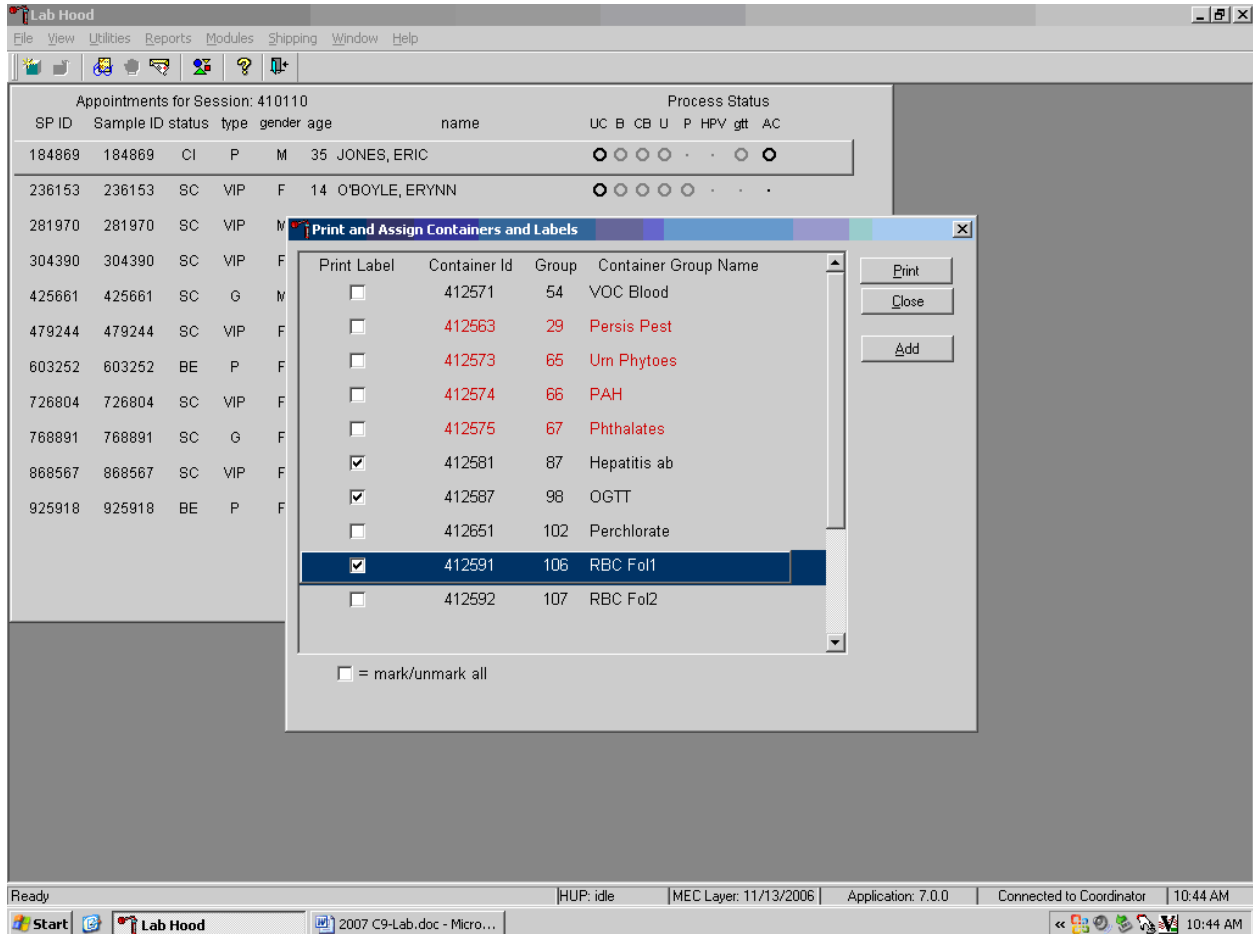 Lab Hood
File View Utilities Reports Modules Shipping Window Help
Appointments for Session: 410110 Process Status
SP ID Sample ID status type gender age name UC B CB U P HPV gtt AC
184869 184869 CI P M 35 JONES, ERIC
236153 236153 SC VIP F 14 O'BOYLE, ERYNN
281970 281970 SC VIP M
304390 304390 SC VIP F
425661 425661 SC G M
479244 479244 SC VIP F
603252 603252 BE P F
726804 726804 SC VIP F
768891 768891 SC G F
868567 868567 SC VIP F
925918 925918 BE P F
Print and Assign Containers and Labels
Print Label Container Id Group Container Group Name
412571 54 VOC Blood
412563 29 Persis Pest
412573 65 Urn Phytoes
412574 66 PAH
412575 67 Phthalates
412581 87 Hepatitis ab
412587 98 OGTT
412651 102 Perchlorate
412591 106 RBC Fol1
412592 107 RBC Fol2
= mark/unmark all
Print
Close
Add
Ready HUP: idle MEC Layer: 11/13/2006 Application: 7.0.0 Connected to Coordinator 10:44 AM
Start Lab Hood 2007 C9-Lab.doc - Micro... 10:44 AM